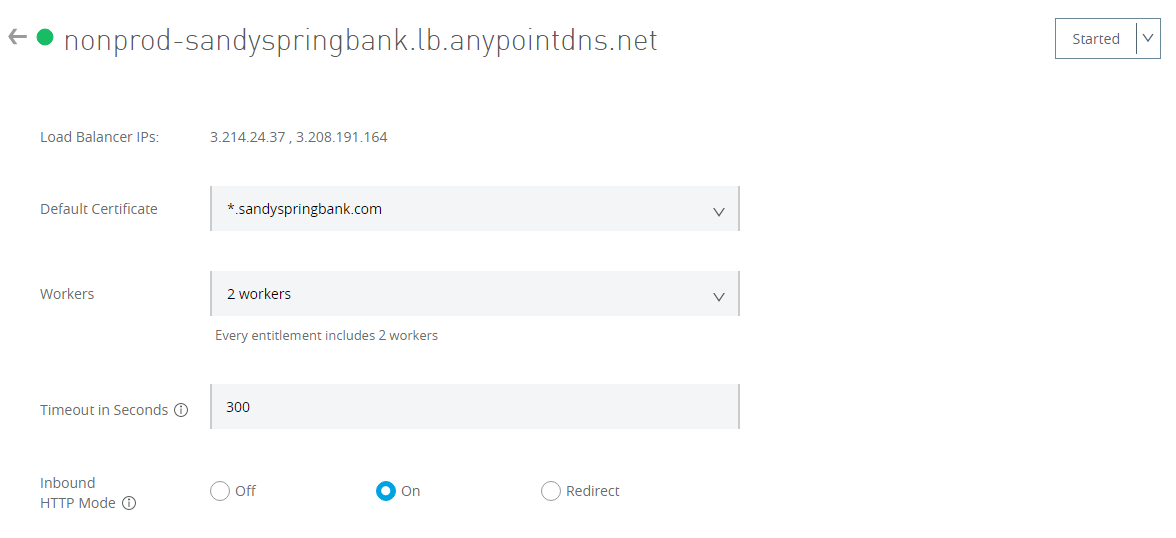 nonprod-sandyspringbank.lb.anypointdns.net
Started
Load Balancer IPs: 3.214.24.37 , 3.208.191.164
Default Certificate *.sandyspringbank.com
Workers 2 workers
Every entitlement includes 2 workers
Timeout in Seconds 300
Inbound
HTTP Mode Off On Redirect